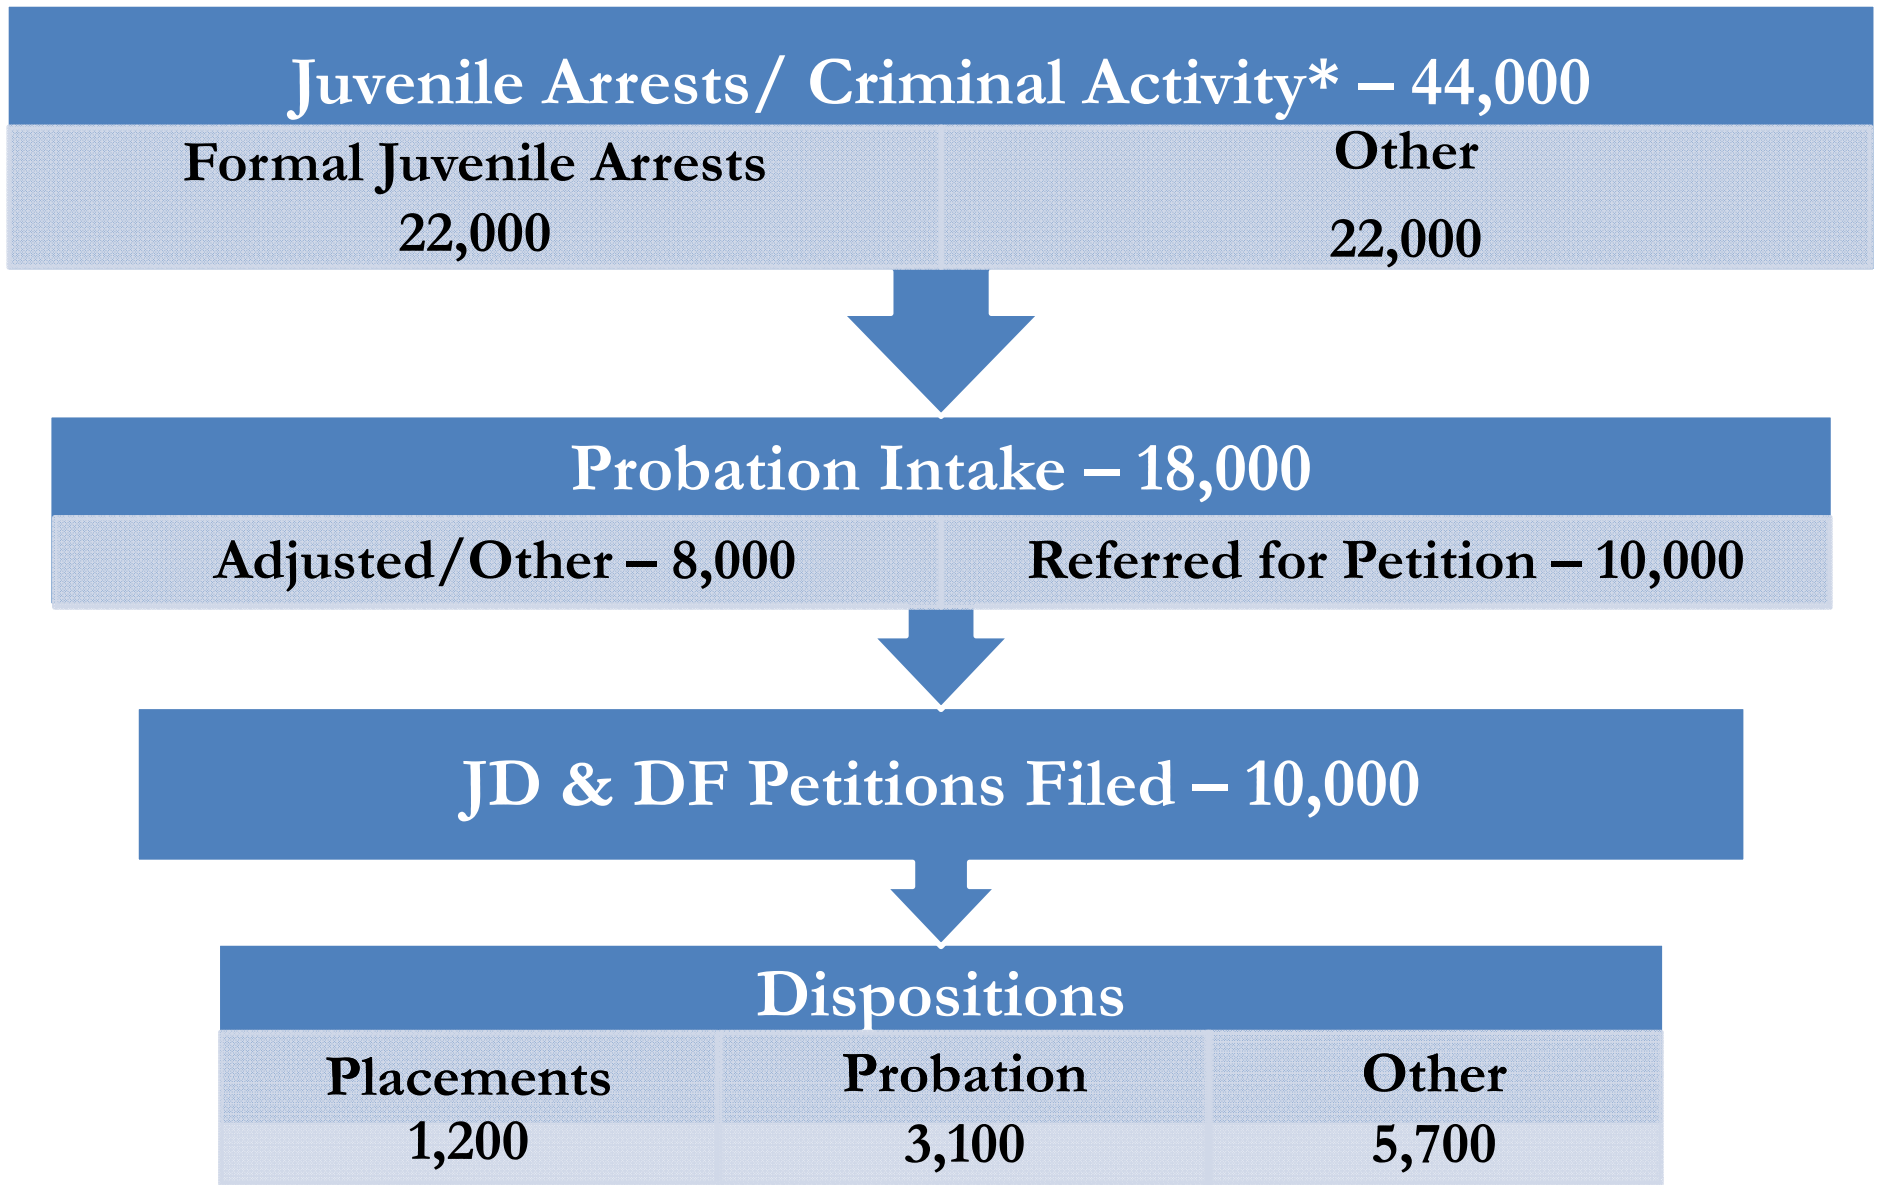 Juvenile Arrests/ Criminal Activity* – 44,000
Formal Juvenile Arrests
22,000
Other
22,000
Probation Intake – 18,000
Adjusted/Other – 8,000
Referred for Petition – 10,000
JD & DF Petitions Filed – 10,000
Dispositions
Placements
1,200
Probation
3,100
Other
5,700